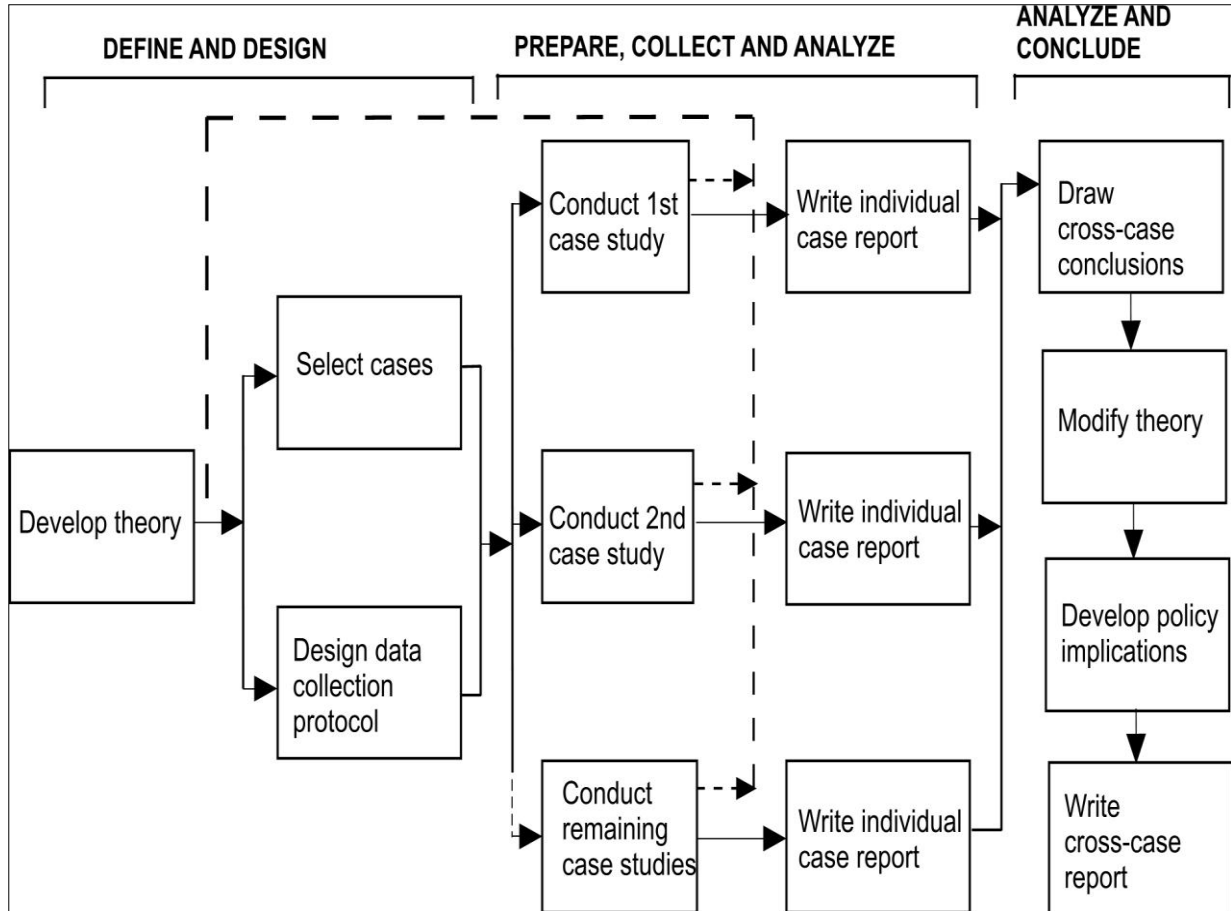 DEFINE AND DESIGN
PREPARE, COLLECT AND ANALYZE
ANALYZE AND
CONCLUDE
Develop theory
Select cases
Design data
collection
protocol
Conduct 1st
case study
Conduct 2nd
case study
Conduct
remaining
case studies
Write individual
case report
Write individual
case report
Write individual
case report
Draw
cross-case
conclusions
Modify theory
Develop policy
implications
Write
cross-case
report